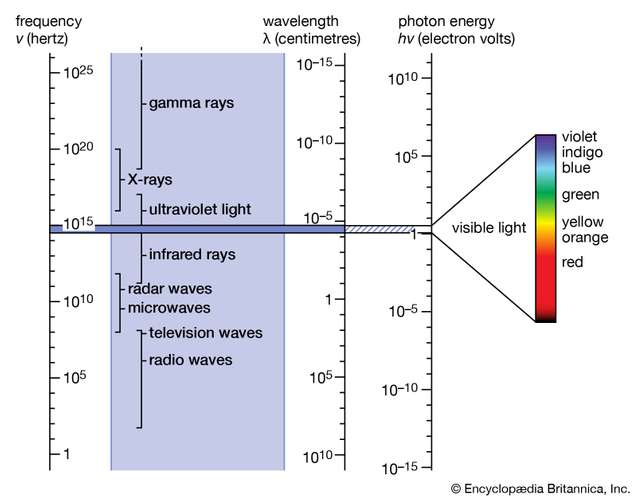 frequency
ν (hertz)
wavelength
λ (centimetres)
photon energy
hν (electron volts)
10²⁵
10²⁰
10¹⁵
10¹⁰
10⁵
1
gamma rays
X-rays
ultraviolet light
infrared rays
radar waves
microwaves
television waves
radio waves
10⁻¹⁵
10⁻¹⁰
10⁻⁵
1
10⁵
10¹⁰
10¹⁰
10⁵
1
10⁻⁵
10⁻¹⁰
10⁻¹⁵
visible light
violet
indigo
blue
green
yellow
orange
red
© Encyclopædia Britannica, Inc.